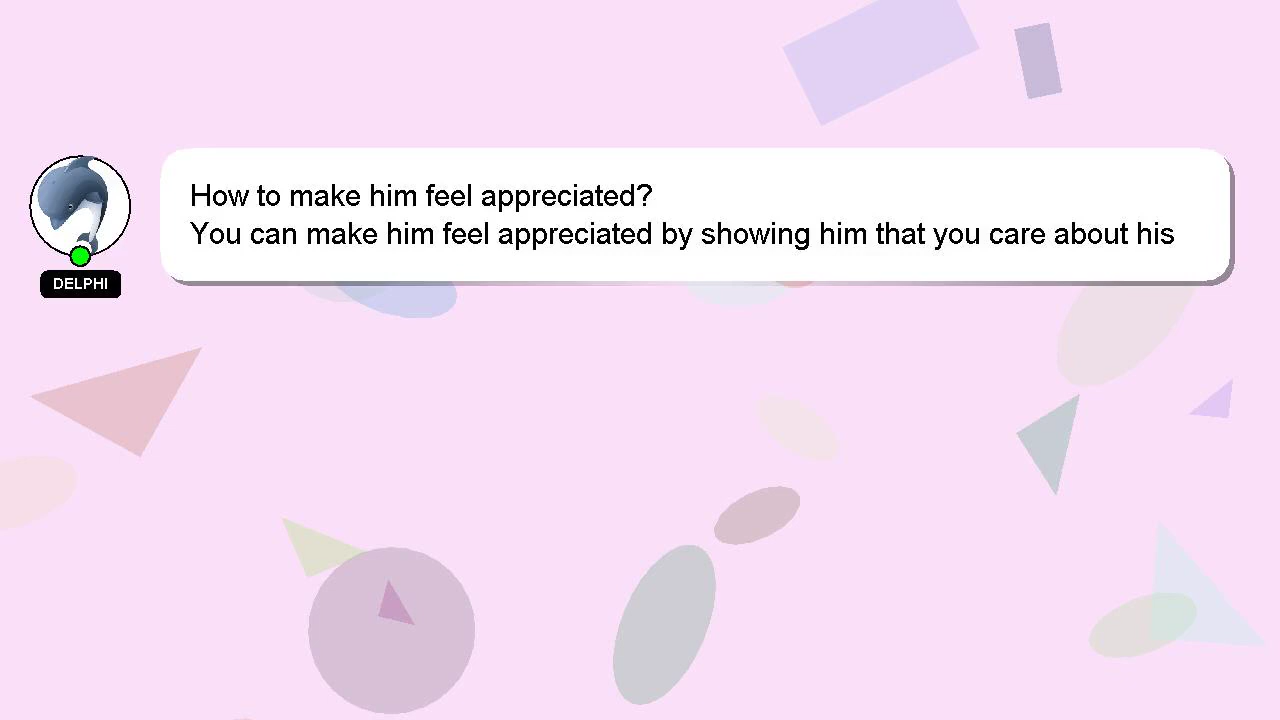 How to make him feel appreciated?
You can make him feel appreciated by showing him that you care about his
DELPHI